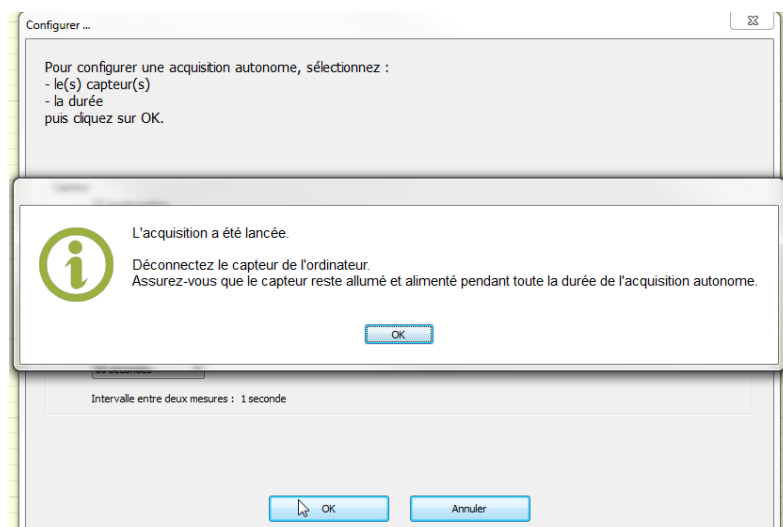 Configurer ...
Pour configurer une acquisition autonome, sélectionnez :
- le(s) capteur(s)
- la durée
puis cliquez sur OK.
Capteur
L'acquisition a été lancée.
Déconnectez le capteur de l'ordinateur.
Assurez-vous que le capteur reste allumé et alimenté pendant toute la durée de l'acquisition autonome.
OK
Intervalle entre deux mesures : 1 seconde
OK Annuler